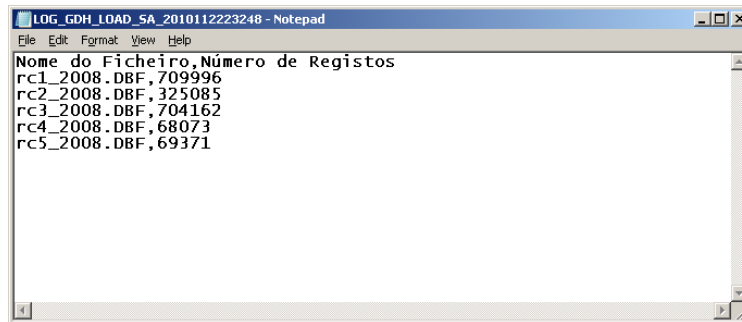 LOG_GDH_LOAD_SA_2010112223248 - Notepad
File Edit Format View Help
Nome do Ficheiro,Número de Registos
rc1_2008.DBF,709996
rc2_2008.DBF,325085
rc3_2008.DBF,704162
rc4_2008.DBF,68073
rc5_2008.DBF,69371